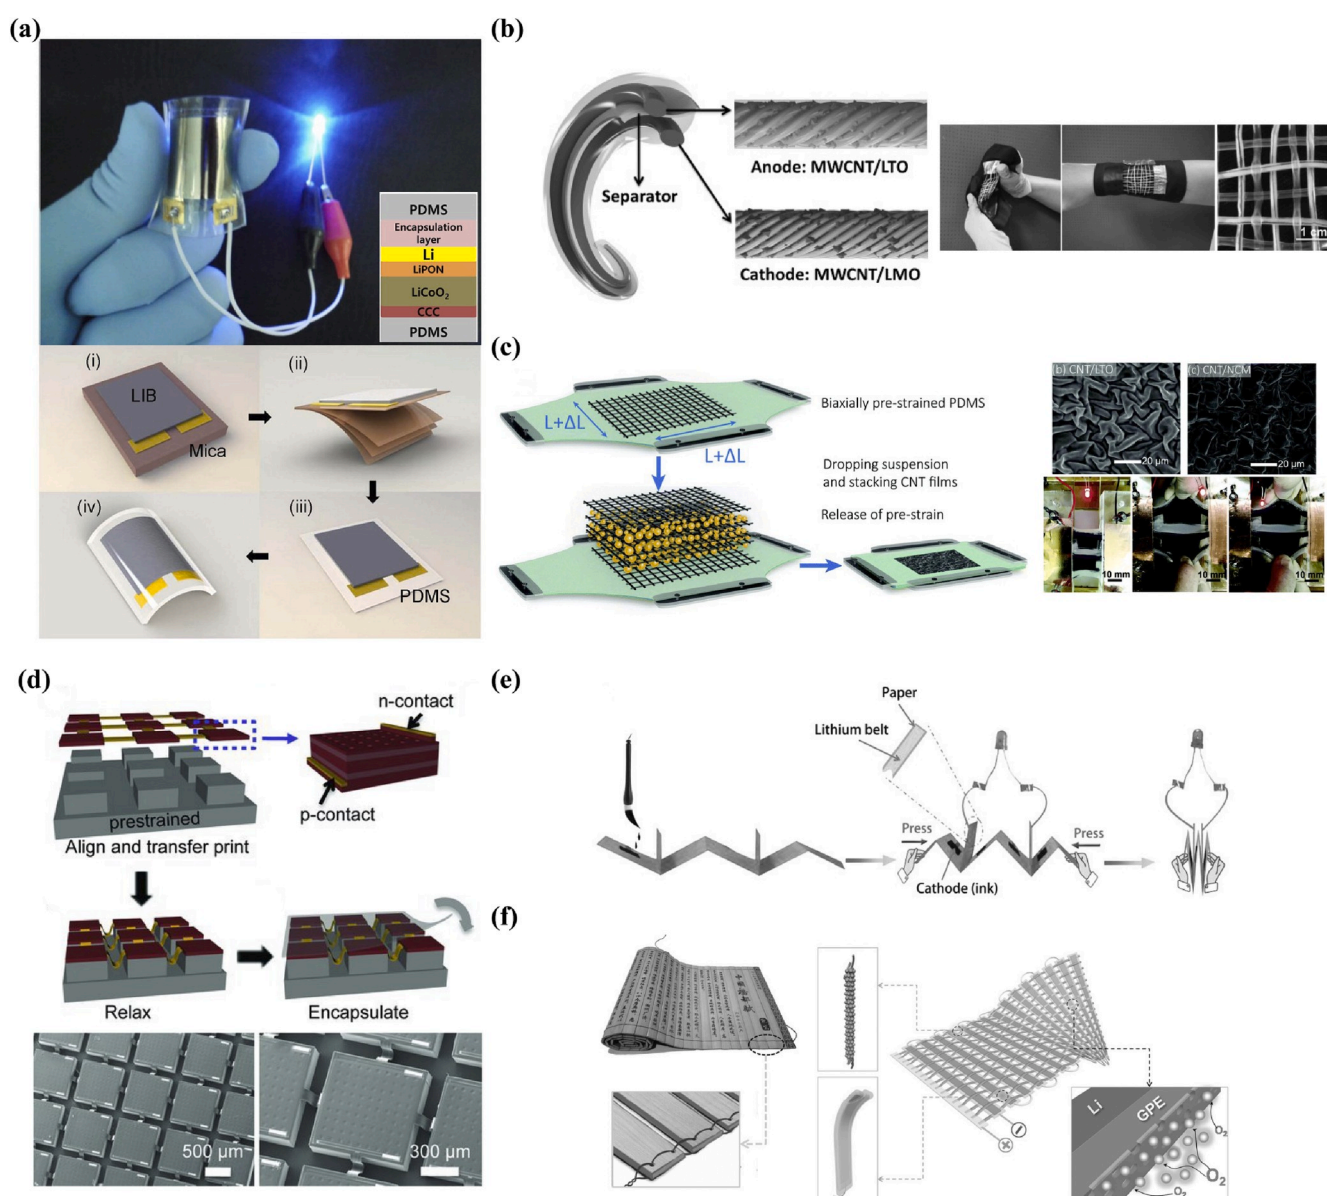 (a)
PDMS
Encapsulation
layer
Li
LiPON
LiCoO₂
CCC
PDMS
(i)
LIB
Mica
(ii)
(iv)
(iii)
PDMS
(b)
Separator
Anode: MWCNT/LTO
Cathode: MWCNT/LMO
1 cm
(c)
L+ΔL
L+ΔL
Biaxially pre-strained PDMS
Dropping suspension
and stacking CNT films
Release of pre-strain
(b) CNT/LTO
20 μm
(c) CNT/NCM
20 μm
10 mm
10 mm
10 mm
(d)
n-contact
p-contact
prestrained
Align and transfer print
Relax
Encapsulate
500 μm
300 μm
(e)
Paper
Lithium belt
Press
Press
Cathode (ink)
(f)
Li
GPE
O₂
O₂
O₂